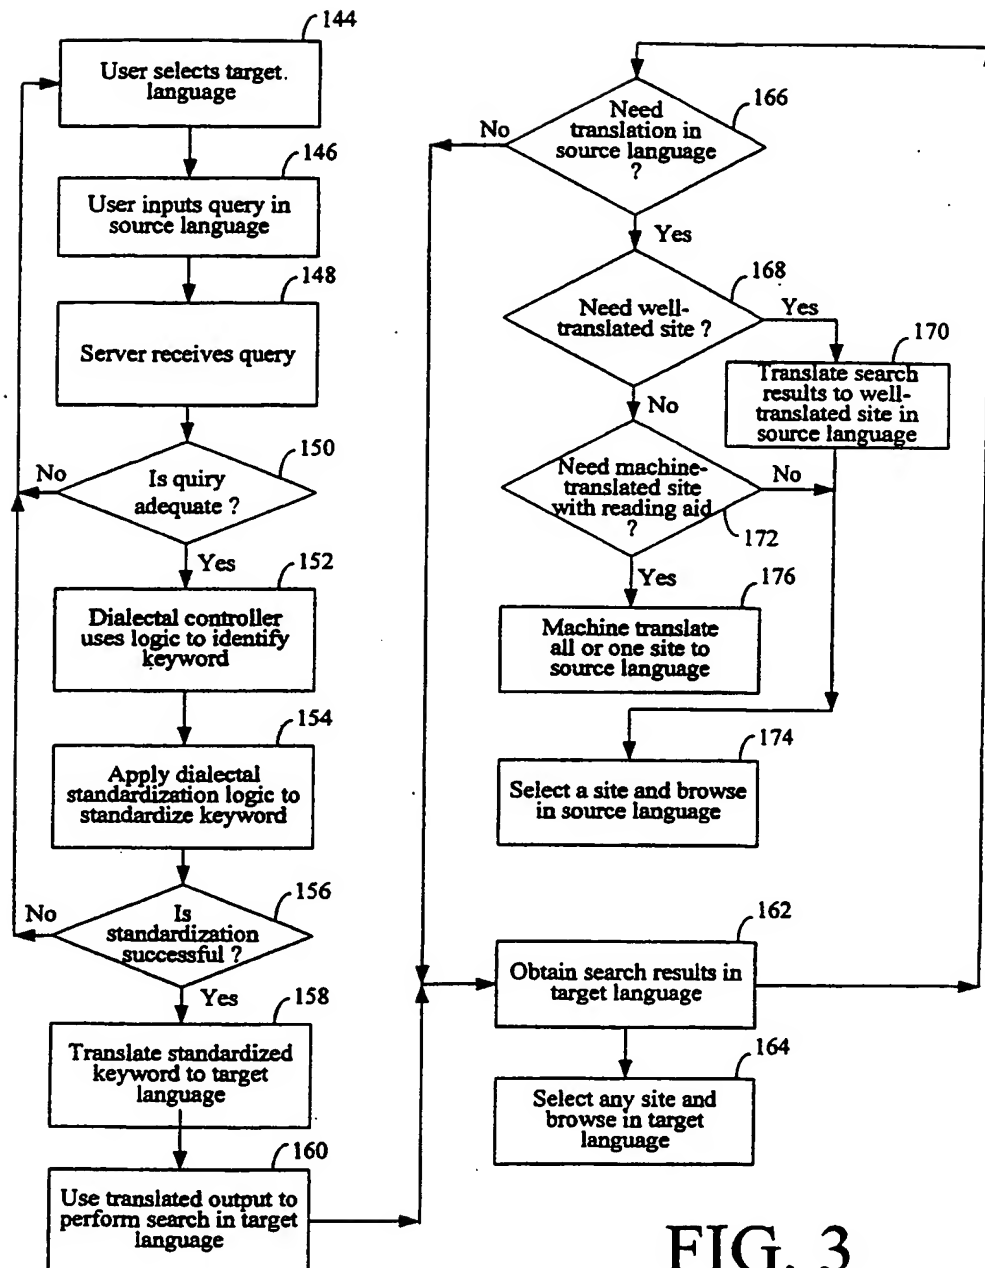 144
User selects target.
language
146
User inputs query in
source language
148
Server receives query
150
No
Is quiry
adequate ?
Yes
152
Dialectal controller
uses logic to identify
keyword
154
Apply dialectal
standardization logic to
standardize keyword
156
No
Is
standardization
successful ?
Yes
158
Translate standardized
keyword to target
language
160
Use translated output to
perform search in target
language
166
No
Need
translation in
source language
?
Yes
168
Need well-
translated site ?
Yes
170
Translate search
results to well-
translated site in
source language
No
Need machine-
translated site
with reading aid
?
No
172
Yes
176
Machine translate
all or one site to
source language
174
Select a site and browse
in source language
162
Obtain search results in
target language
164
Select any site and
browse in target
language
FIG. 3